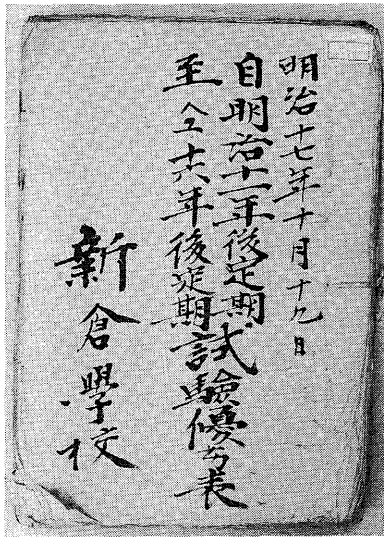 明治十七年十月十九日
自明治十一年後定期
至仝十六年後定期
試驗優表
新倉學校